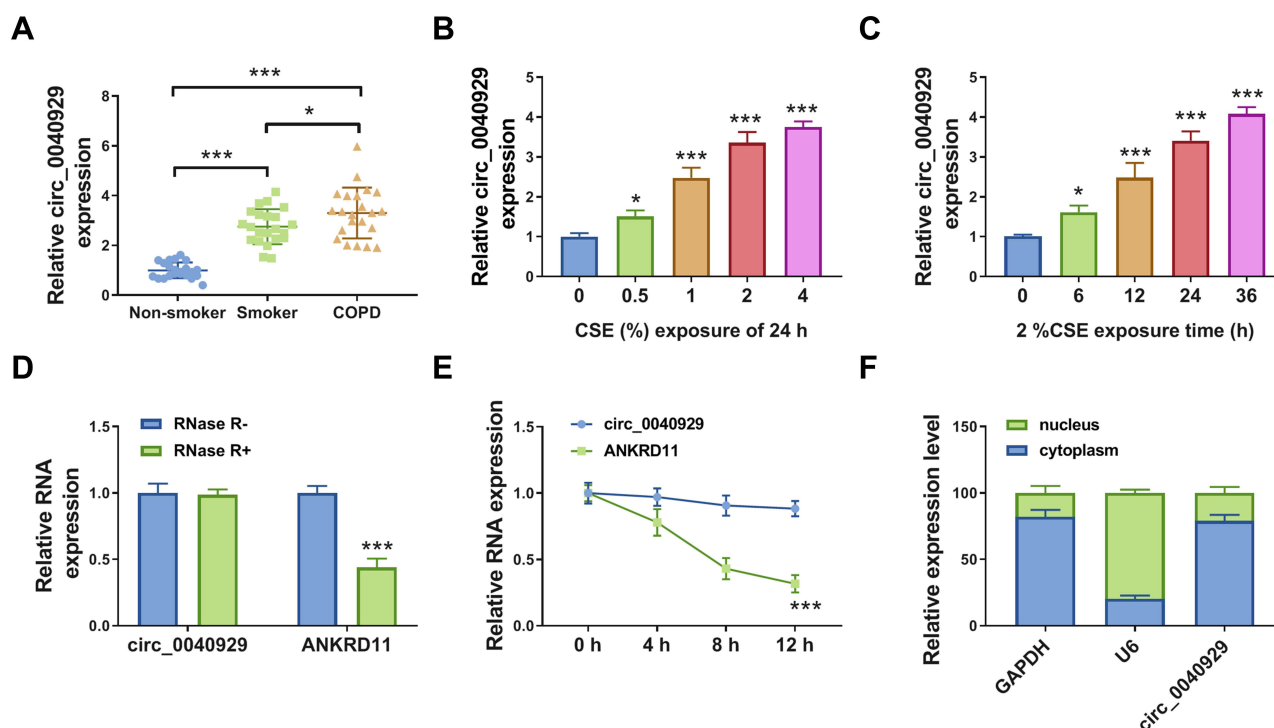 A
Relative circ_0040929
expression
8
6
4
2
0
***
*
***
Non-smoker
Smoker
COPD
B
Relative circ_0040929
expression
5
4
3
2
1
0
*
***
***
***
0
0.5
1
2
4
CSE (%) exposure of 24 h
C
Relative circ_0040929
expression
5
4
3
2
1
0
*
***
***
***
0
6
12
24
36
2 %CSE exposure time (h)
D
Relative RNA
expression
1.5
1.0
0.5
0.0
RNase R-
RNase R+
***
circ_0040929
ANKRD11
E
Relative RNA expression
1.5
1.0
0.5
0.0
circ_0040929
ANKRD11
***
0 h
4 h
8 h
12 h
F
Relative expression level
150
100
50
0
nucleus
cytoplasm
GAPDH
U6
circ_0040929